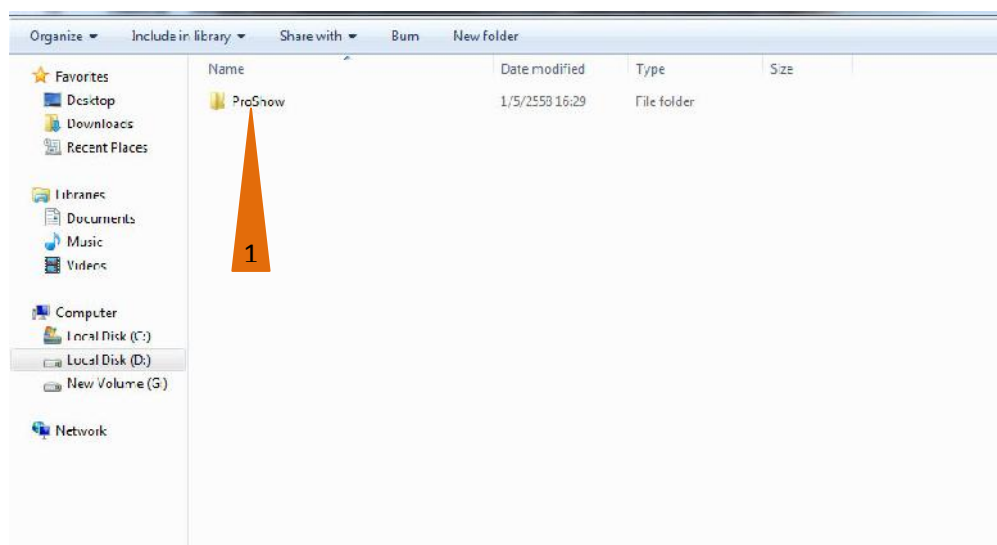 Organize Include in library Share with Burn New folder
Name Date modified Type Size
ProShow 1/5/2558 16:29 File folder
1
Favorites
Desktop
Downloads
Recent Places
Libraries
Documents
Music
Videos
Computer
Local Disk (C:)
Local Disk (D:)
New Volume (G:)
Network